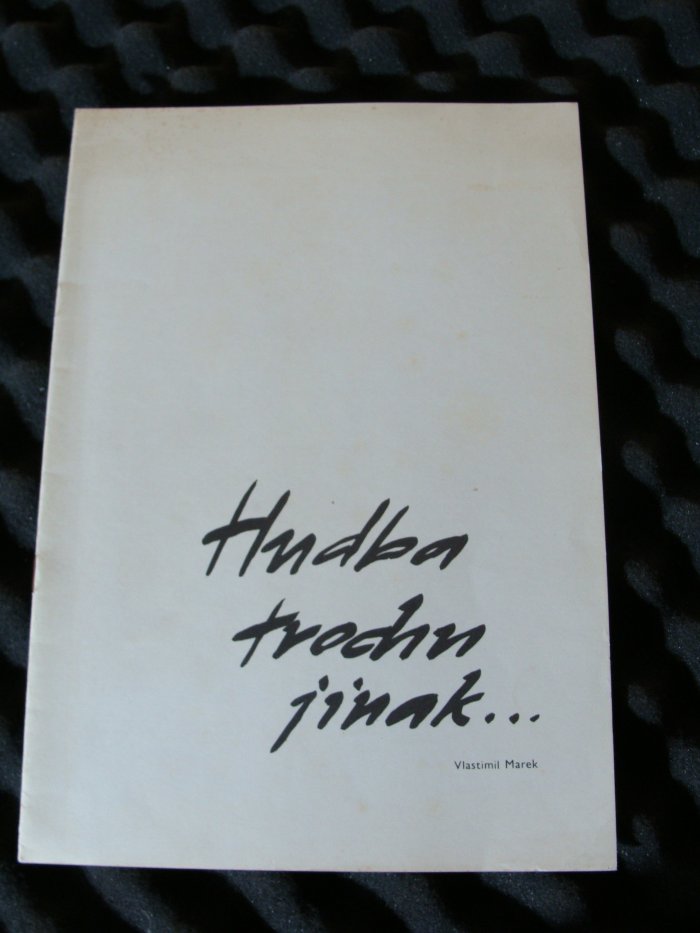 Hudba
trochu
jinak...
Vlastimil Marek